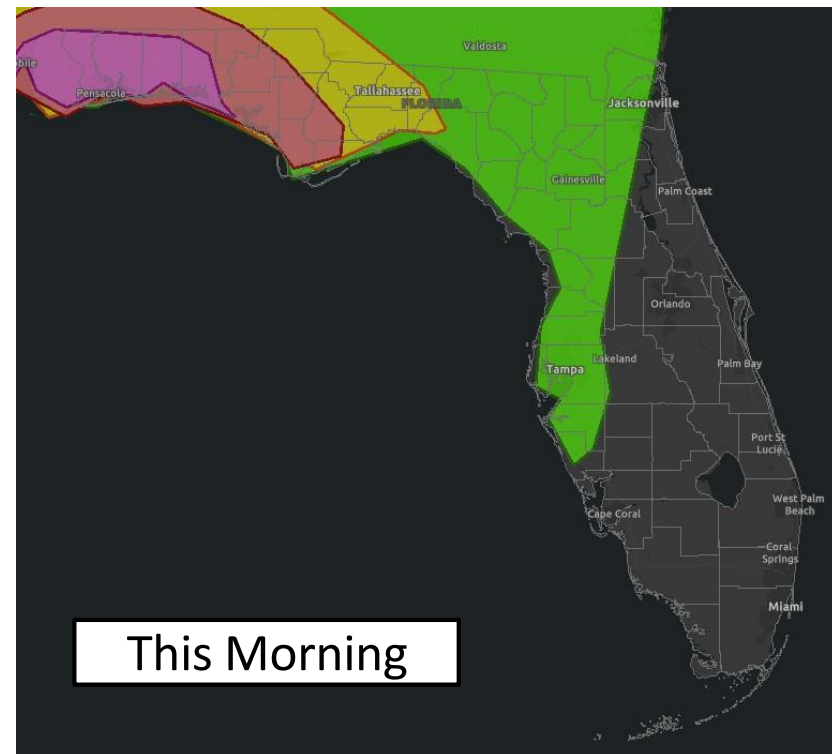 Valdosta
obile
Pensacola
Tallahassee
FLORIDA
Jacksonville
Gainesville
Palm Coast
Orlando
Lakeland
Tampa
Palm Bay
Port St
Lucie
West Palm
Beach
Cape Coral
Coral
Springs
Miami
This Morning